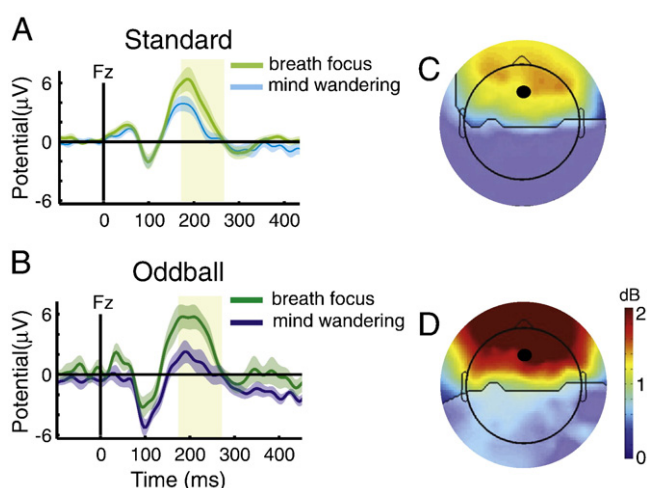 A
Standard
Fz
breath focus
mind wandering
Potential(μV)
6
0
-6
0 100 200 300 400
C
B
Oddball
Fz
breath focus
mind wandering
Potential(μV)
6
0
-6
0 100 200 300 400
Time (ms)
D
dB
2
1
0